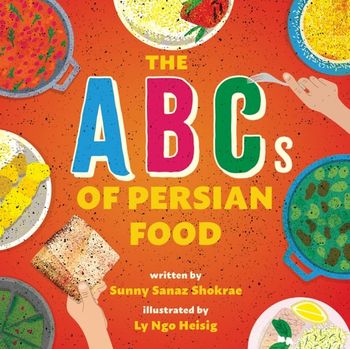 THE
ABCs
OF PERSIAN
FOOD
written by
Sunny Sanaz Shokrae
illustrated by
Ly Ngo Heisig